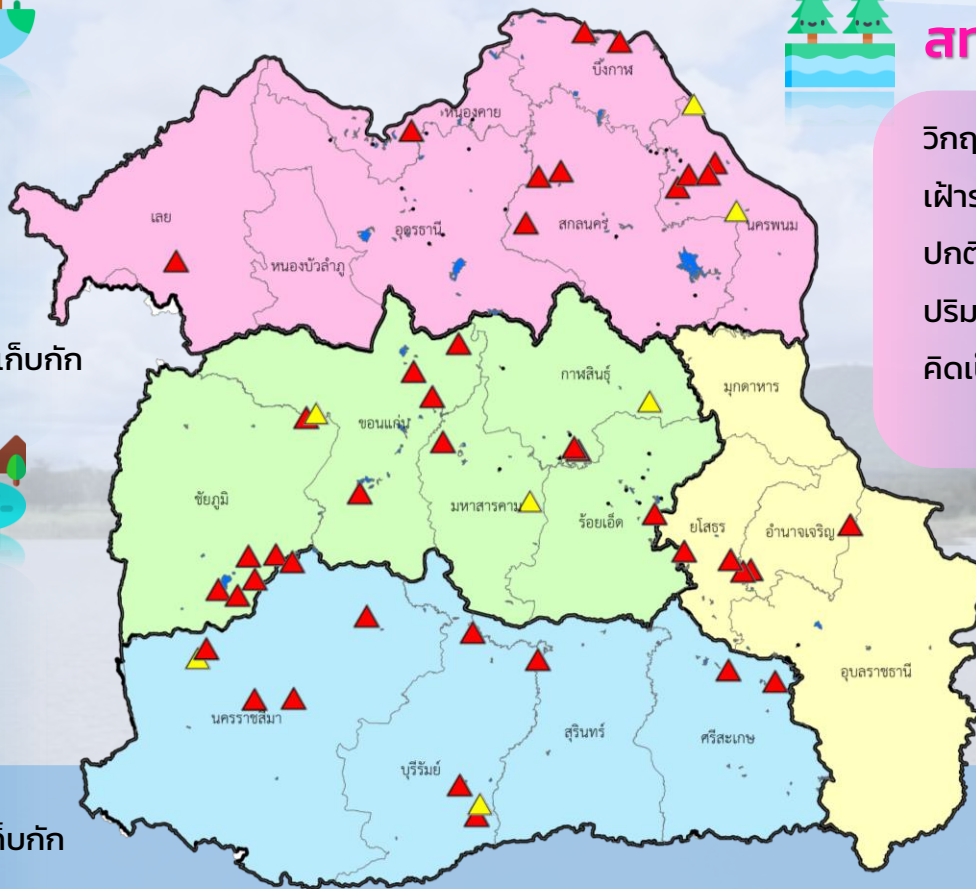 สท
วิกฤ
เฝ้าร
ปกติ
ปริม
คิดเป
เก็บกัก
ก็บกัก
บึงกาฬ
หนองคาย
เลย
อุดรธานี
สกลนคร
นครพนม
หนองบัวลำภู
กาฬสินธุ์
มุกดาหาร
ขอนแก่น
ชัยภูมิ
มหาสารคาม
ร้อยเอ็ด
ยโสธร
อำนาจเจริญ
อุบลราชธานี
นครราชสีมา
บุรีรัมย์
สุรินทร์
ศรีสะเกษ